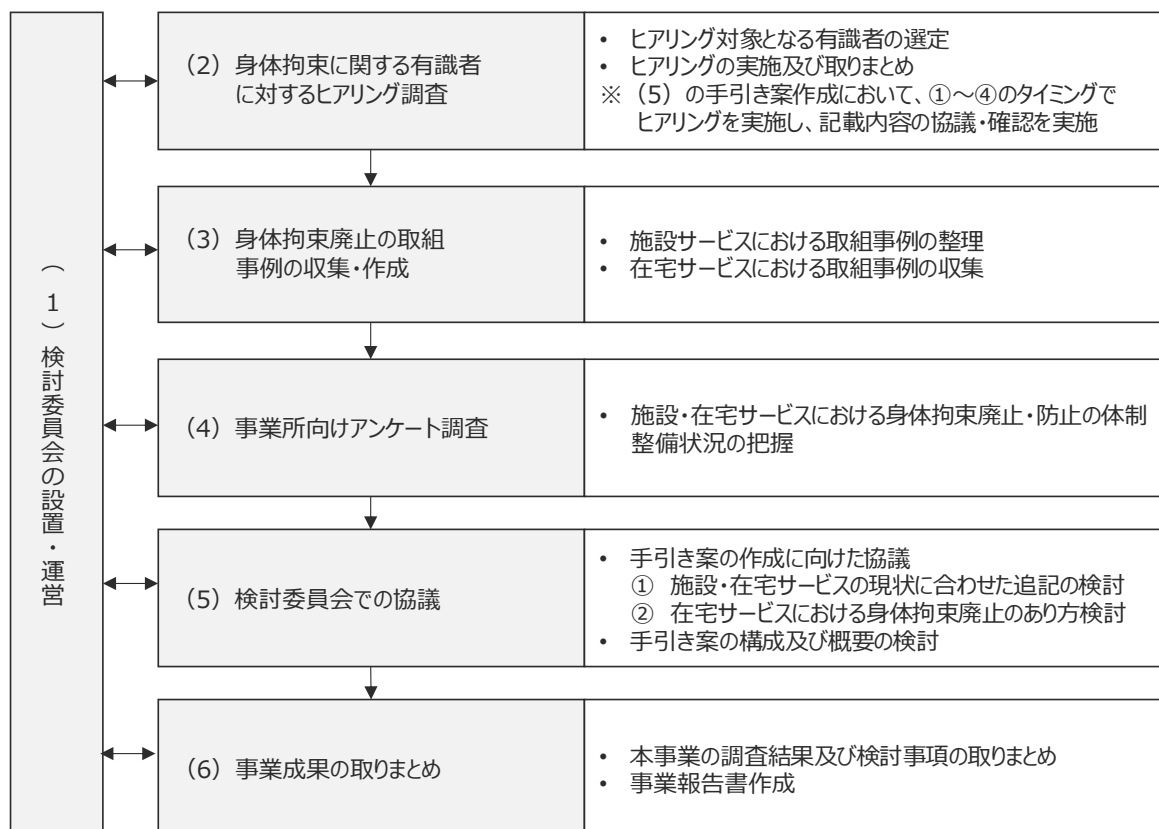 （１）検討委員会の設置・運営
（2）身体拘束に関する有識者
に対するヒアリング調査
• ヒアリング対象となる有識者の選定
• ヒアリングの実施及び取りまとめ
※（5）の手引き案作成において、①～④のタイミングで
ヒアリングを実施し、記載内容の協議・確認を実施
（3）身体拘束廃止の取組
事例の収集・作成
• 施設サービスにおける取組事例の整理
• 在宅サービスにおける取組事例の収集
（4）事業所向けアンケート調査
• 施設・在宅サービスにおける身体拘束廃止・防止の体制
整備状況の把握
（5）検討委員会での協議
• 手引き案の作成に向けた協議
① 施設・在宅サービスの現状に合わせた追記の検討
② 在宅サービスにおける身体拘束廃止のあり方検討
• 手引き案の構成及び概要の検討
（6）事業成果の取りまとめ
• 本事業の調査結果及び検討事項の取りまとめ
• 事業報告書作成